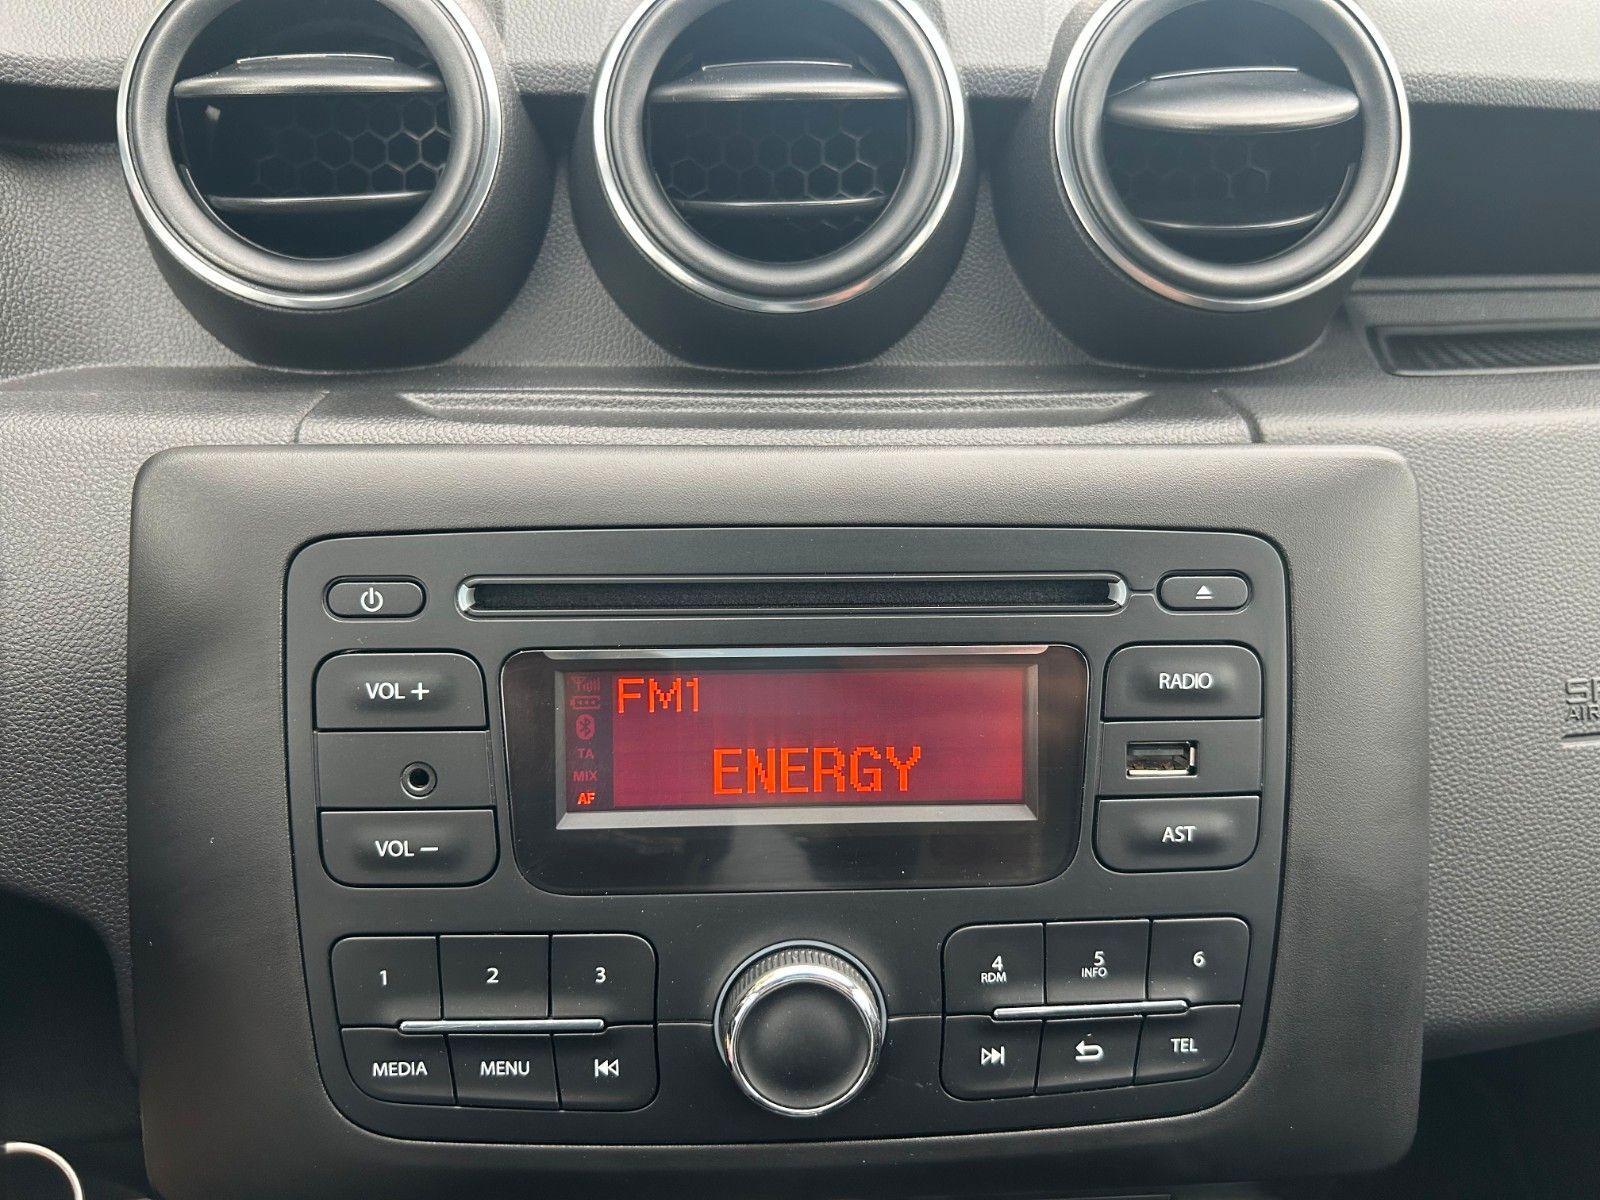 VOL +
RADIO
FM1
TA
ENERGY
MIX
AF
VOL –
AST
1
2
3
4
RDM
5
INFO
6
MEDIA
MENU
TEL